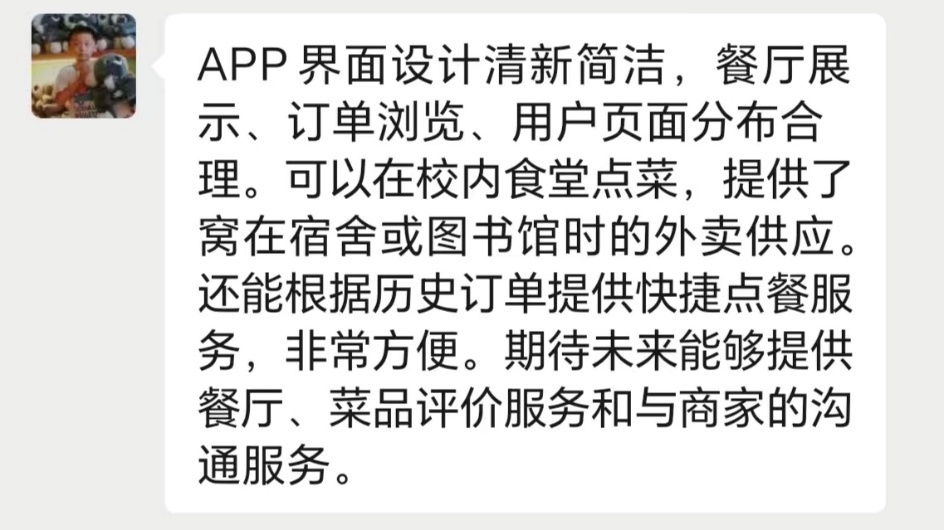 APP 界面设计清新简洁，餐厅展
示、订单浏览、用户页面分布合
理。可以在校内食堂点菜，提供了
窝在宿舍或图书馆时的外卖供应。
还能根据历史订单提供快捷点餐服
务，非常方便。期待未来能够提供
餐厅、菜品评价服务和与商家的沟
通服务。